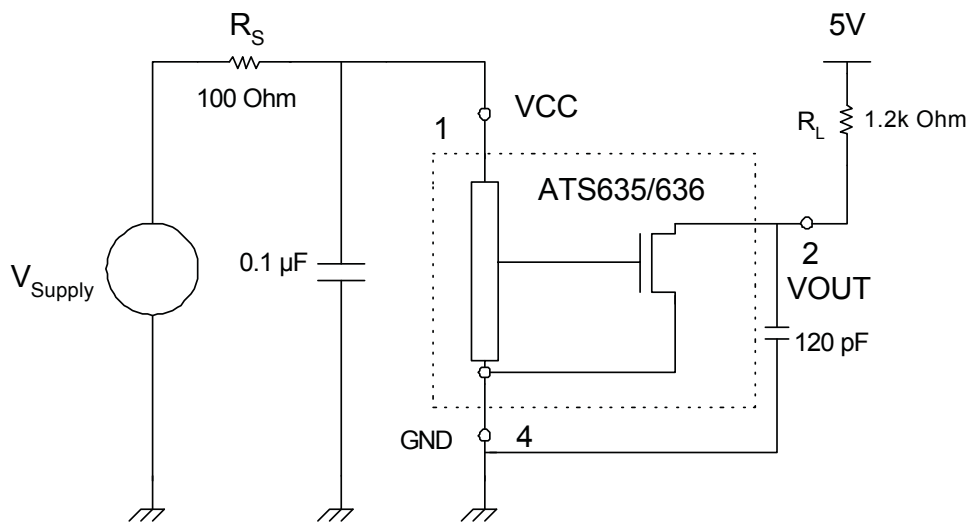 R_S
100 Ohm
5V
VCC
1
R_L
1.2k Ohm
ATS635/636
V_Supply
0.1 µF
2
VOUT
120 pF
GND
4